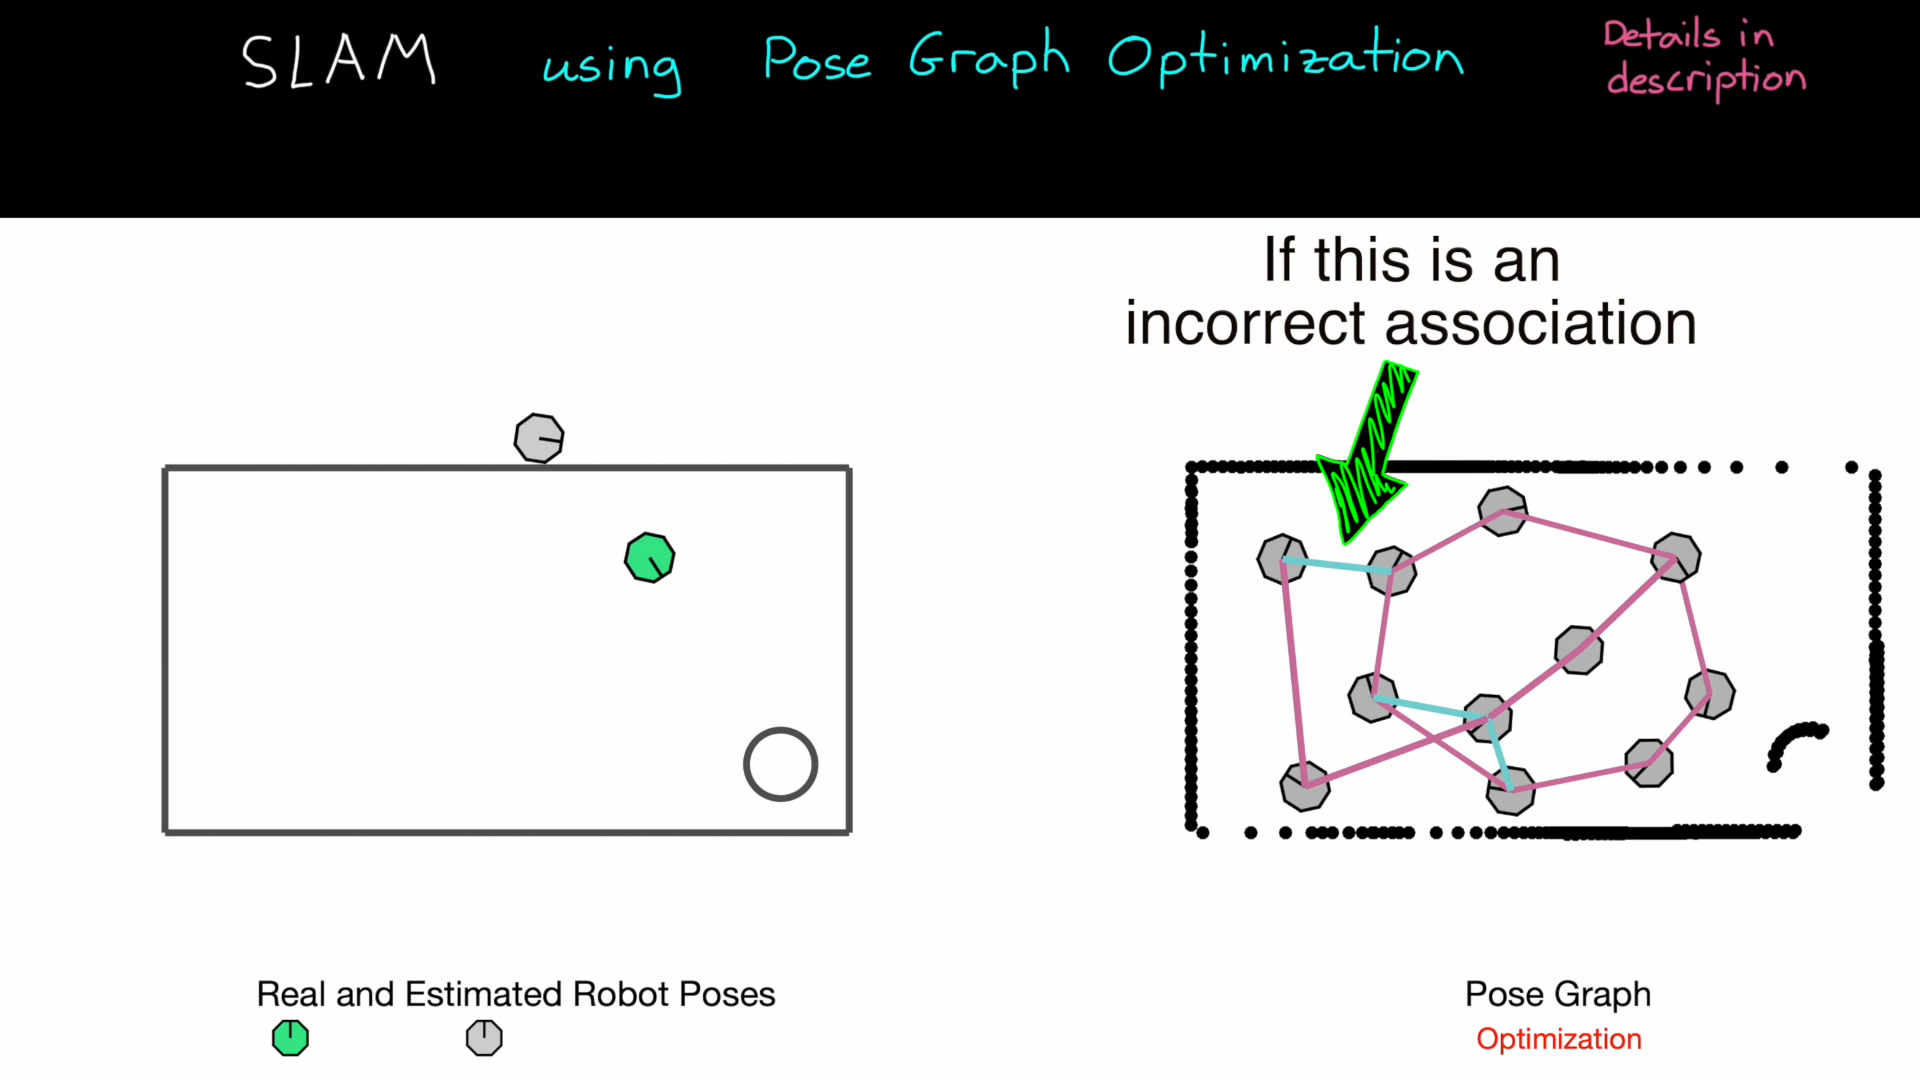 SLAM using Pose Graph Optimization
Details in
description
If this is an
incorrect association
Real and Estimated Robot Poses
Pose Graph
Optimization